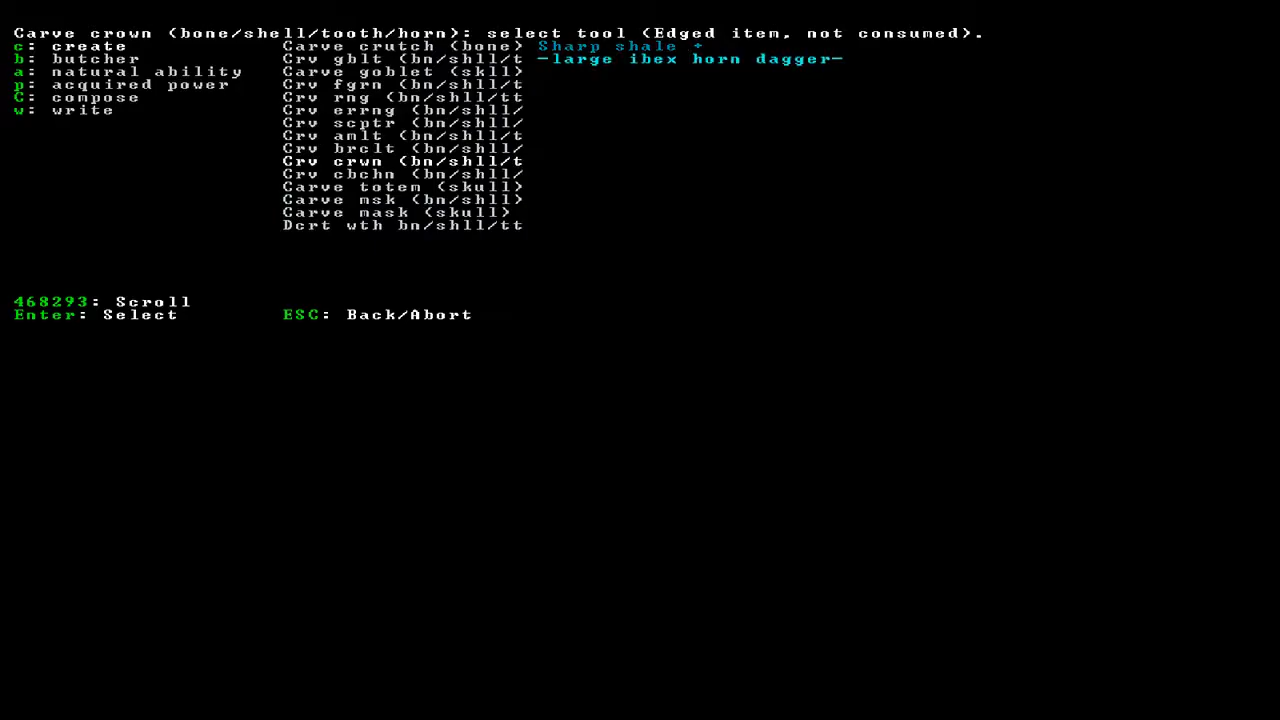 Carve crown (bone/shell/tooth/horn): select tool (Edged item, not consumed).
c: create Carve crutch (bone) Sharp shale *
b: butcher Crv gblt (bn/shll/t -large ibex horn dagger-
a: natural ability Carve goblet (skll)
p: acquired power Crv fgrn (bn/shll/t
C: compose Crv rng (bn/shll/tt
w: write Crv errng (bn/shll/
Crv scptr (bn/shll/
Crv amlt (bn/shll/t
Crv brclt (bn/shll/
Crv crwn (bn/shll/t
Crv cbchn (bn/shll/
Carve totem (skull)
Carve msk (bn/shll)
Carve mask (skull)
Dcrt wth bn/shll/tt
468293: Scroll
Enter: Select ESC: Back/Abort